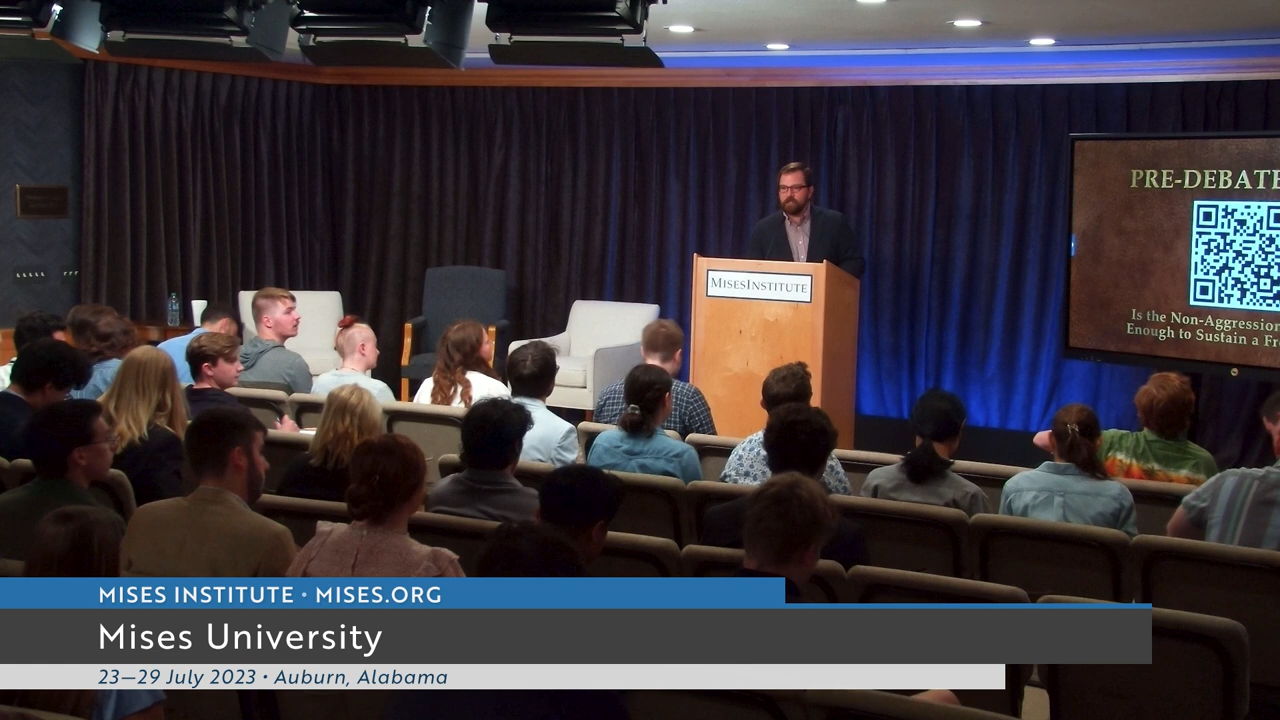 MISESINSTITUTE
PRE-DEBATE
Is the Non-Aggression
Enough to Sustain a Fr
MISES INSTITUTE • MISES.ORG
Mises University
23—29 July 2023 • Auburn, Alabama